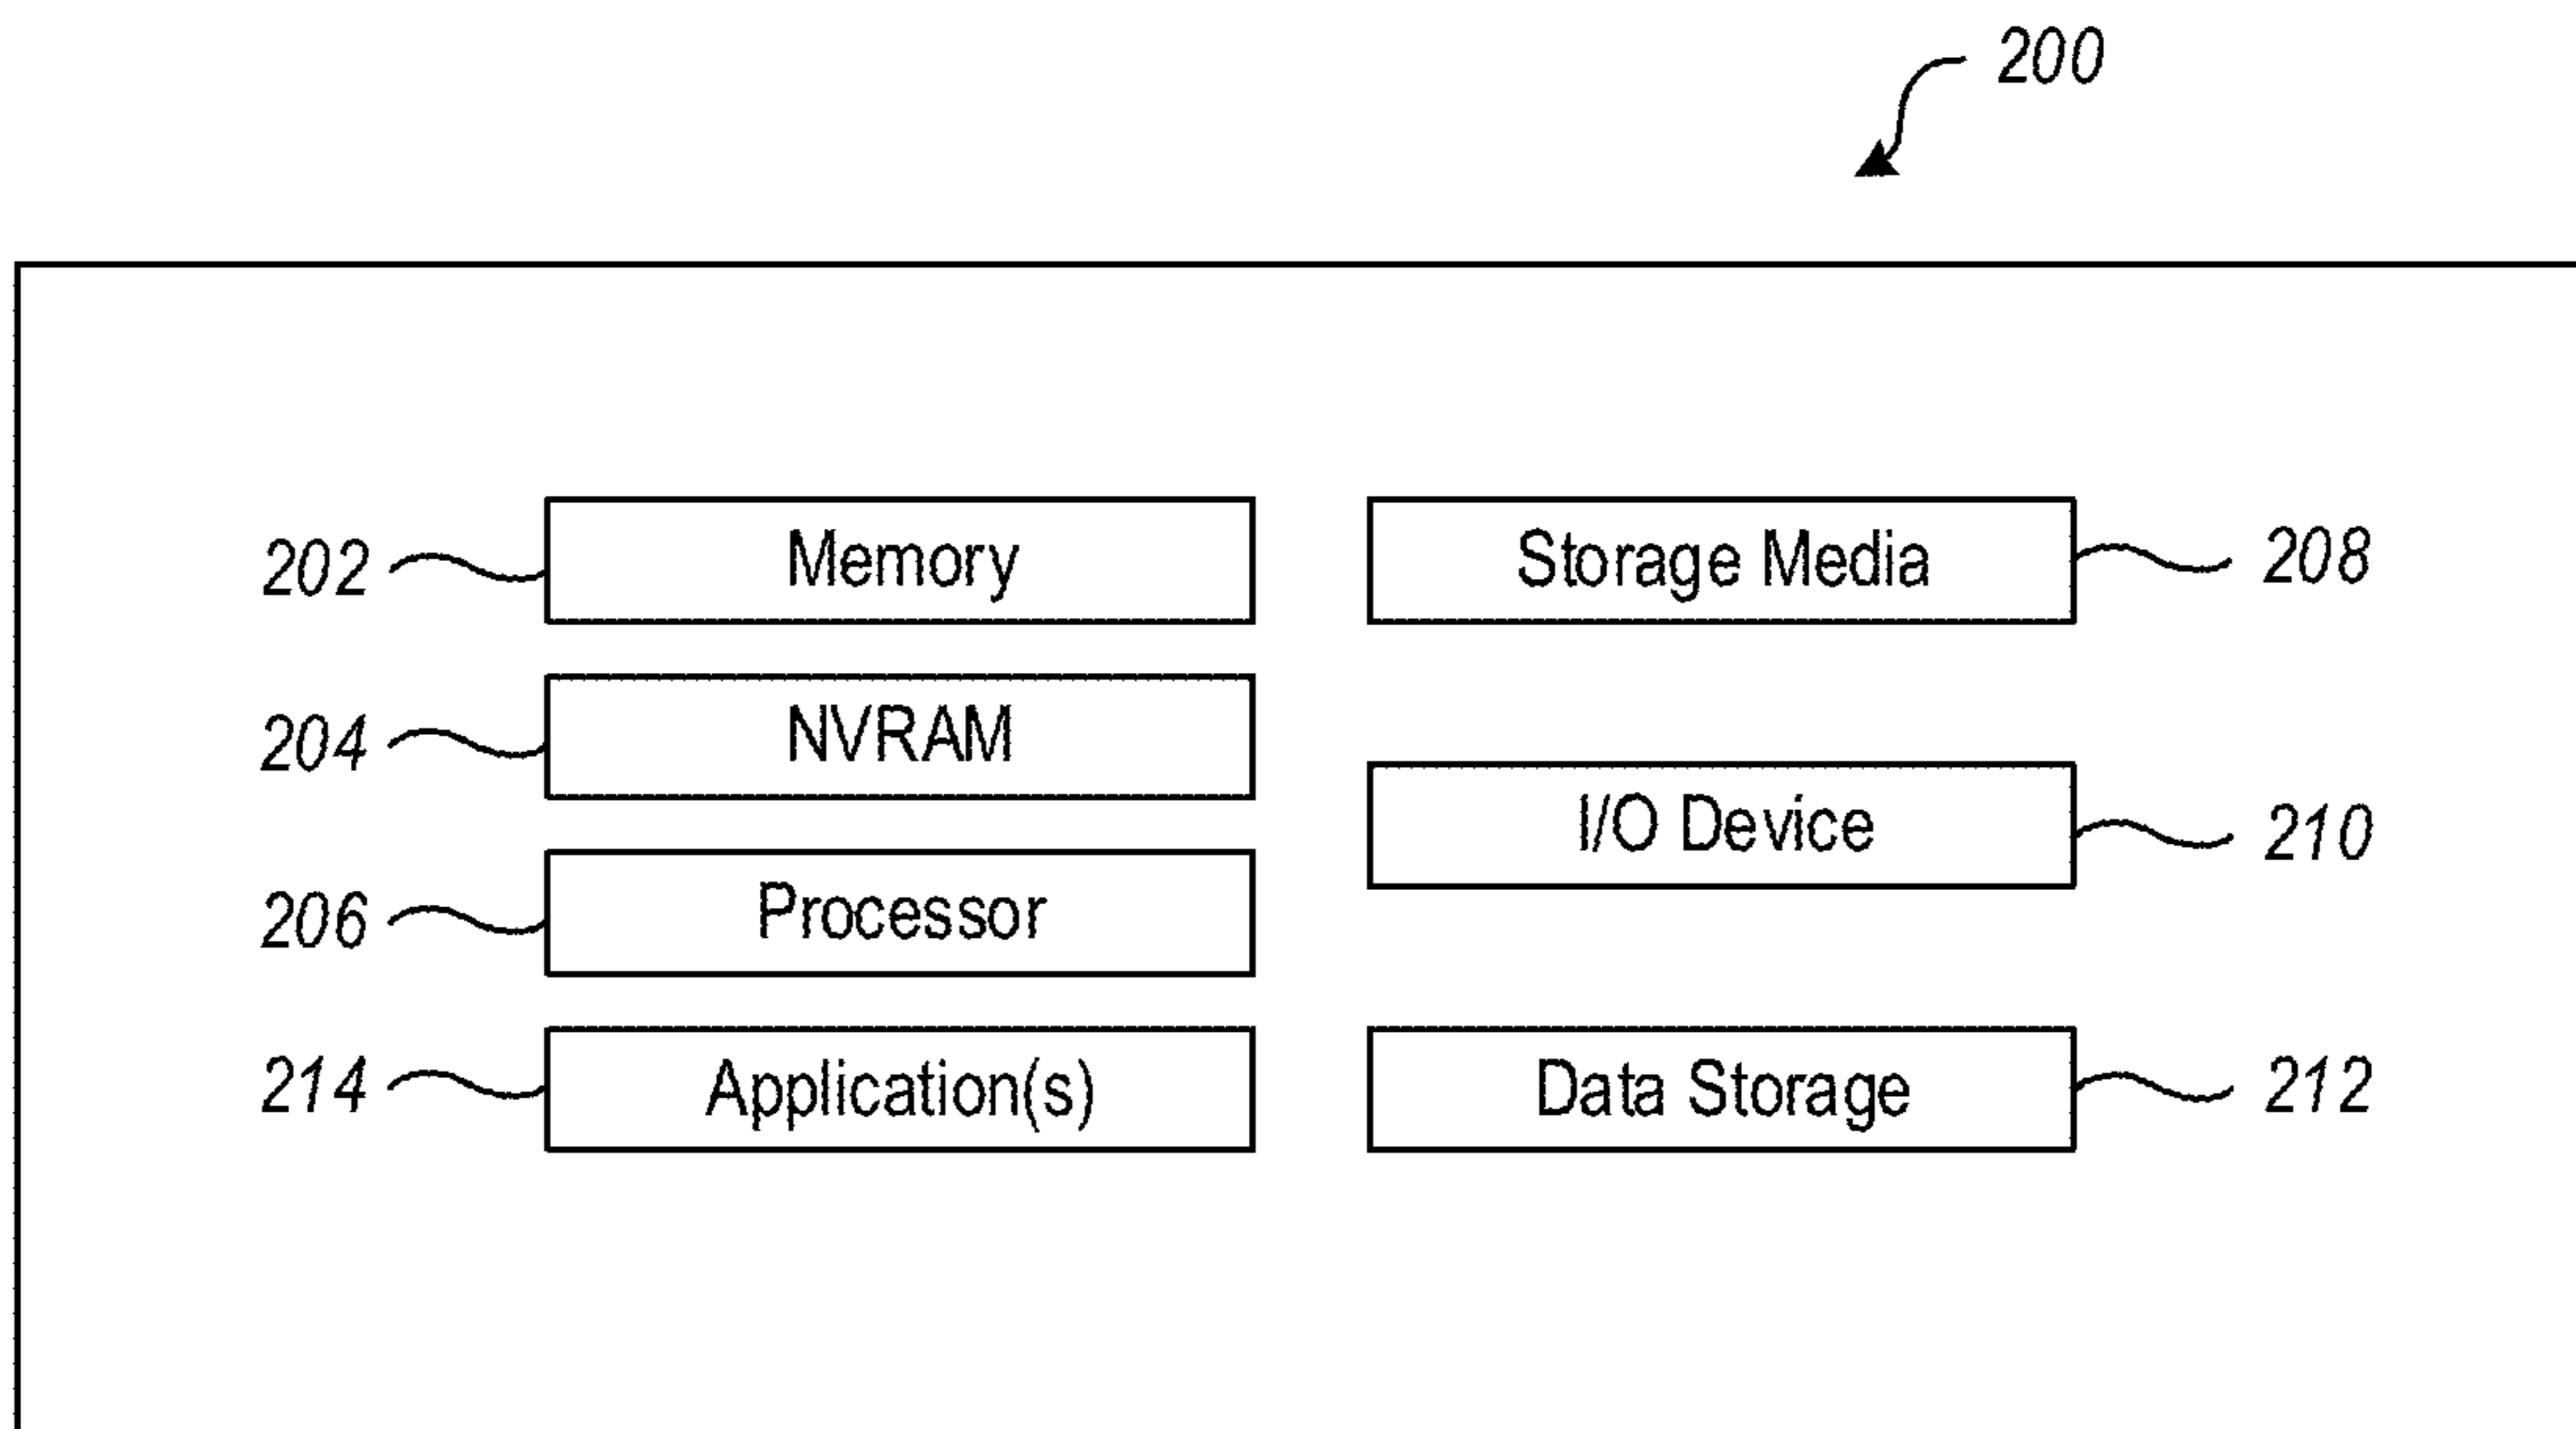 200
202 Memory Storage Media 208
204 NVRAM
I/O Device 210
206 Processor
214 Application(s) Data Storage 212